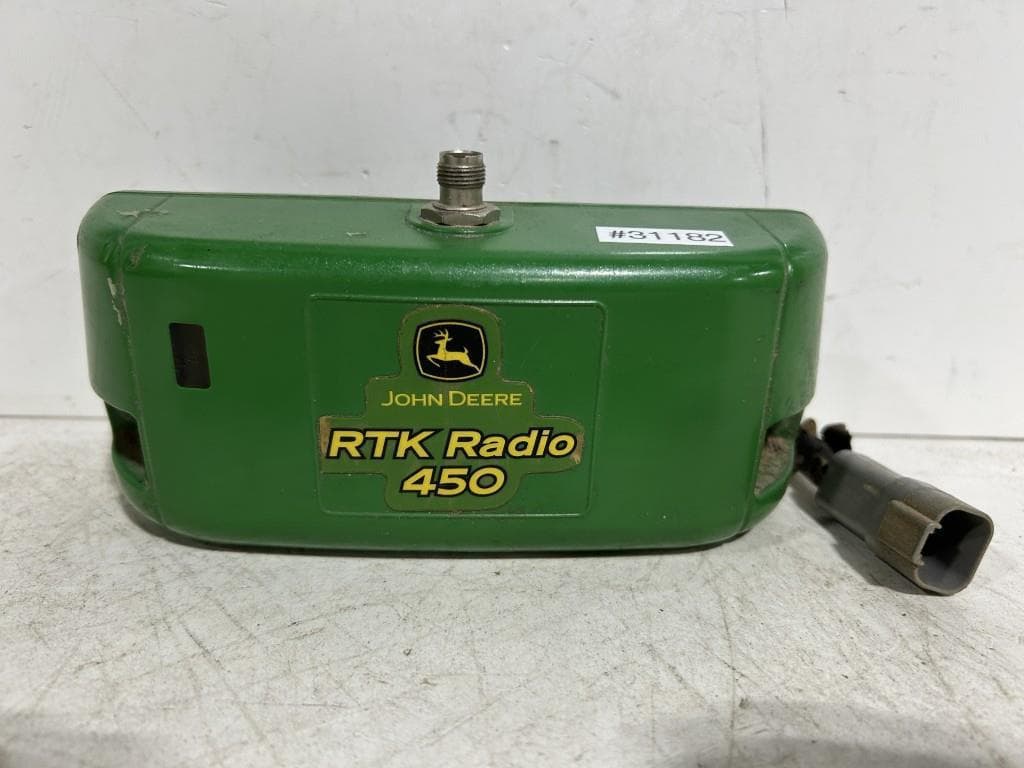 #31182
JOHN DEERE
RTK Radio
450